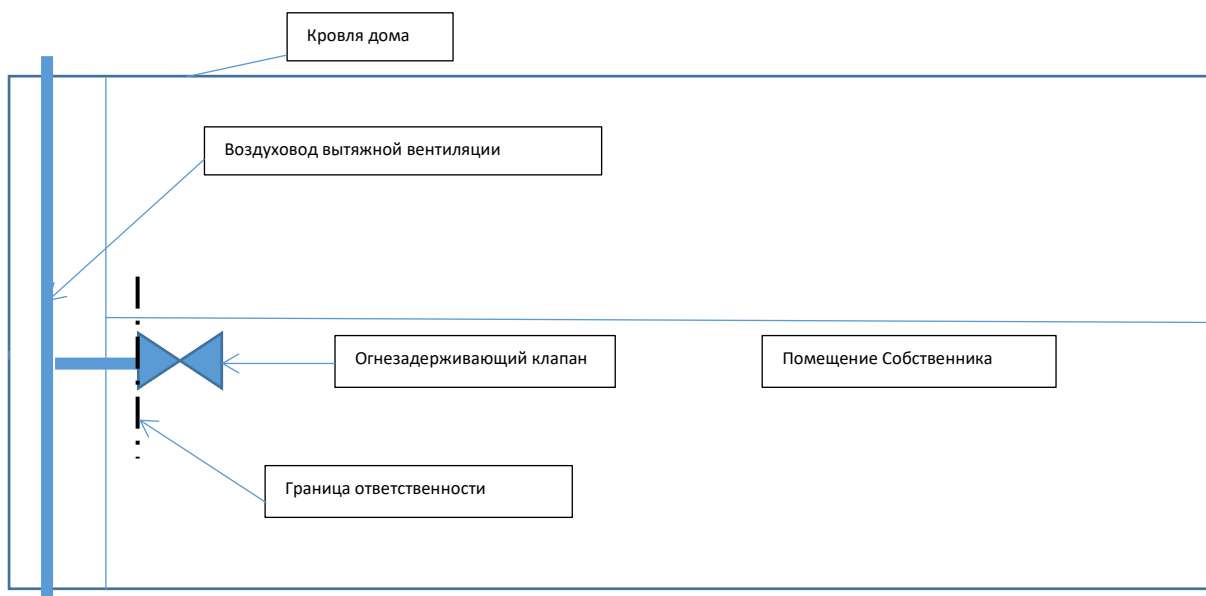 Кровля дома
Воздуховод вытяжной вентиляции
Огнезадерживающий клапан
Помещение Собственника
Граница ответственности